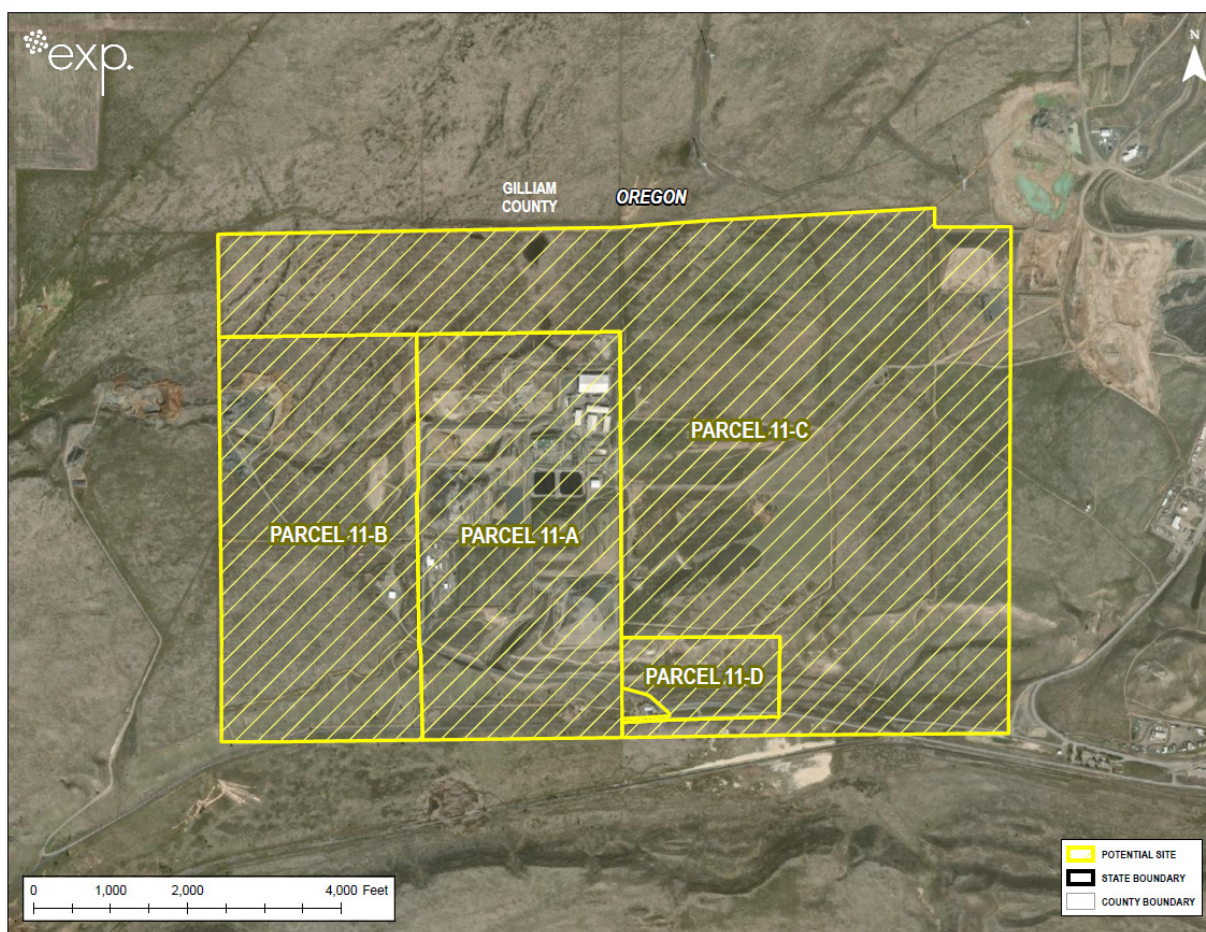 exp.
N
GILLIAM
COUNTY
OREGON
PARCEL 11-C
PARCEL 11-B
PARCEL 11-A
PARCEL 11-D
0 1,000 2,000 4,000 Feet
POTENTIAL SITE
STATE BOUNDARY
COUNTY BOUNDARY